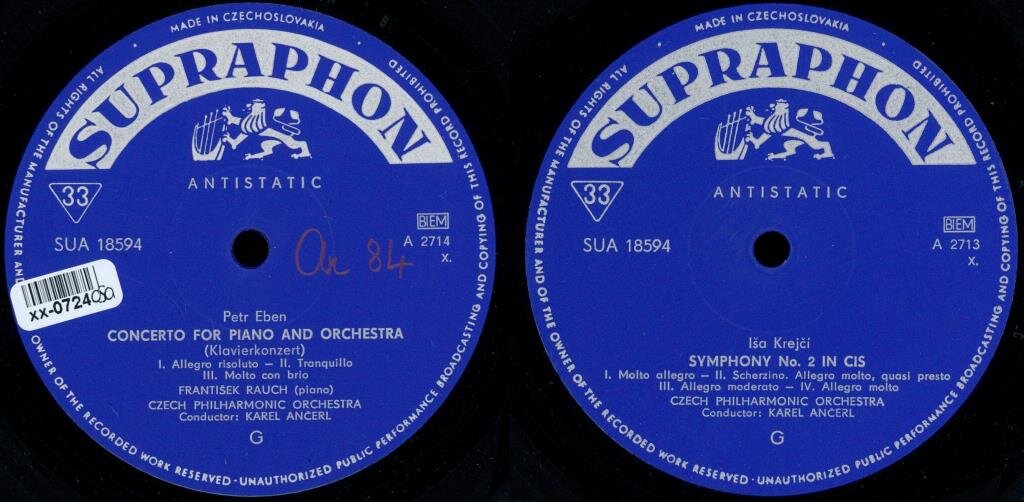 MADE IN CZECHOSLOVAKIA
ALL RIGHTS OF THE MANUFACTURER AND OF THE OWNER OF THE RECORDED WORK RESERVED - UNAUTHORIZED PUBLIC PERFORMANCE BROADCASTING AND COPYING OF THIS RECORD PROHIBITED
SUPRAPHON
ANTISTATIC
33
BIEM
SUA 18594
A 2714
x.
An 84
xx-0724
Petr Eben
CONCERTO FOR PIANO AND ORCHESTRA
(Klavierkonzert)
I. Allegro risoluto – II. Tranquillo
III. Molto con brio
FRANTIŠEK RAUCH (piano)
CZECH PHILHARMONIC ORCHESTRA
Conductor: KAREL ANČERL
G
MADE IN CZECHOSLOVAKIA
ALL RIGHTS OF THE MANUFACTURER AND OF THE OWNER OF THE RECORDED WORK RESERVED - UNAUTHORIZED PUBLIC PERFORMANCE BROADCASTING AND COPYING OF THIS RECORD PROHIBITED
SUPRAPHON
ANTISTATIC
33
BIEM
SUA 18594
A 2713
x.
Iša Krejčí
SYMPHONY No. 2 IN CIS
I. Molto allegro – II. Scherzino. Allegro molto, quasi presto
III. Allegro moderato – IV. Allegro molto
CZECH PHILHARMONIC ORCHESTRA
Conductor: KAREL ANČERL
G